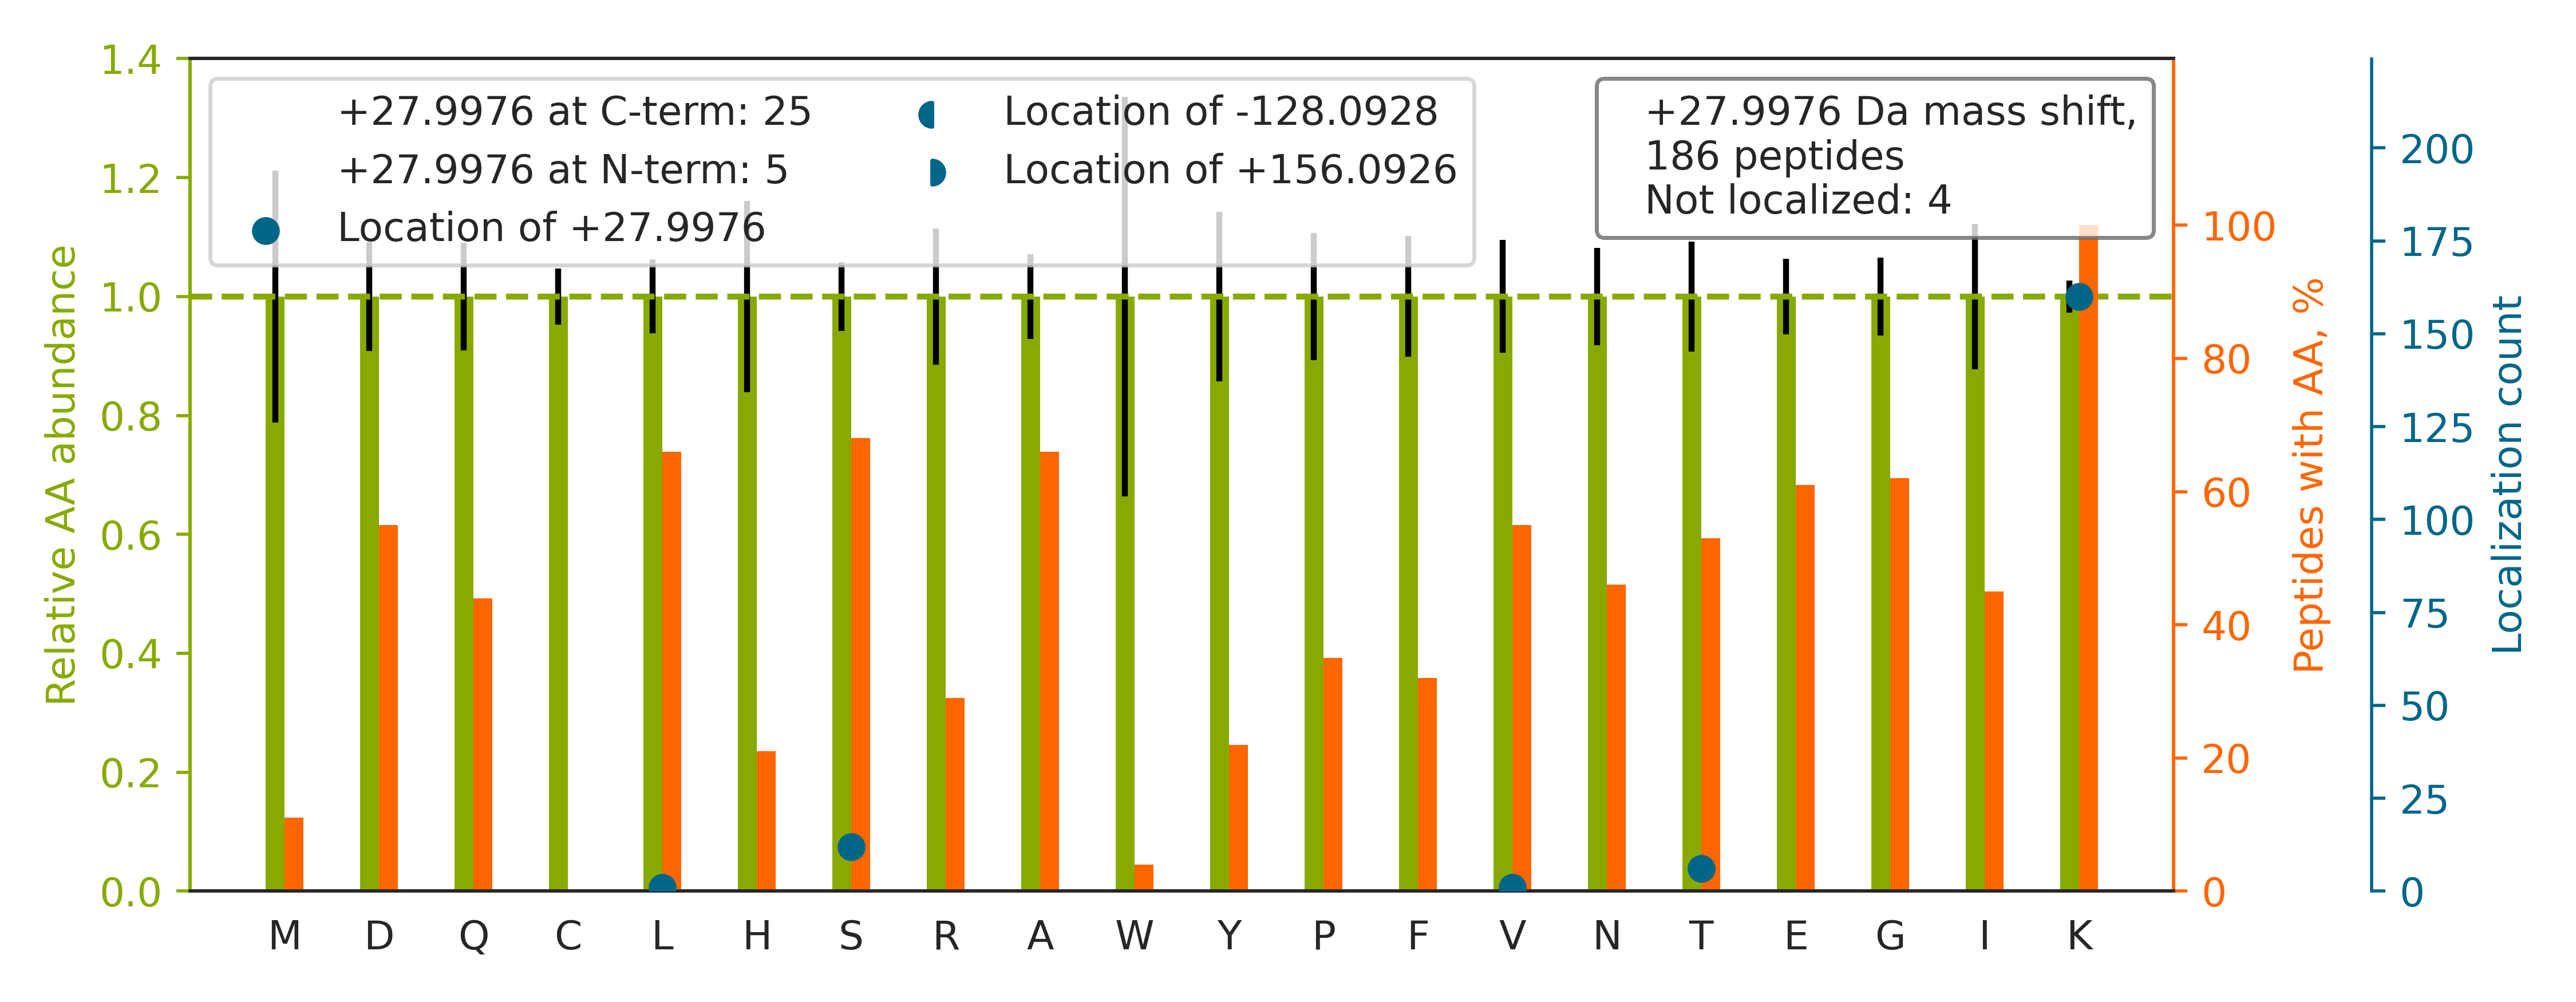 +27.9976 at C-term: 25
+27.9976 at N-term: 5
Location of +27.9976
Location of -128.0928
Location of +156.0926
+27.9976 Da mass shift,
186 peptides
Not localized: 4
Relative AA abundance
1.4
1.2
1.0
0.8
0.6
0.4
0.2
0.0
M D Q C L H S R A W Y P F V N T E G I K
100
80
60
40
20
0
Peptides with AA, %
200
175
150
125
100
75
50
25
0
Localization count